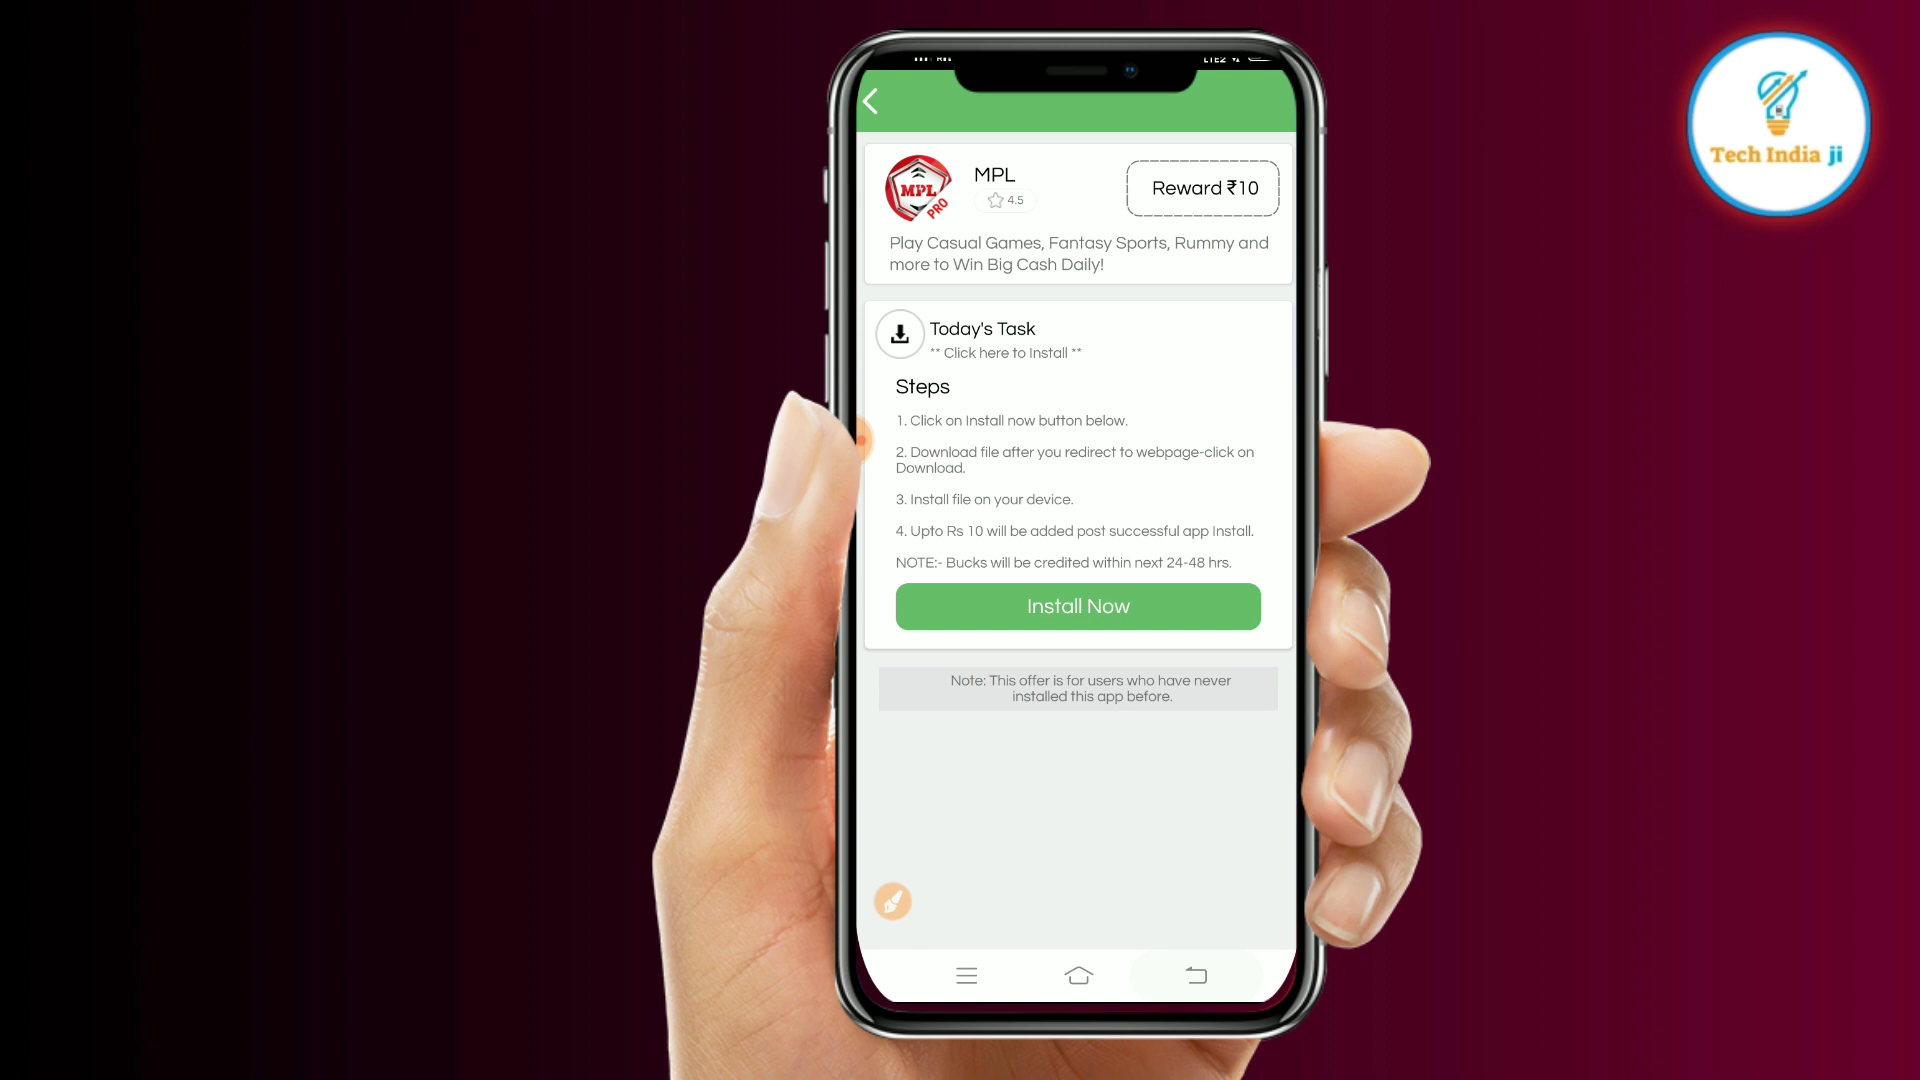 Tech India ji
MPL
PRO
MPL
4.5
Reward ₹10
Play Casual Games, Fantasy Sports, Rummy and
more to Win Big Cash Daily!
Today's Task
** Click here to Install **
Steps
1. Click on Install now button below.
2. Download file after you redirect to webpage-click on
Download.
3. Install file on your device.
4. Upto Rs 10 will be added post successful app Install.
NOTE:- Bucks will be credited within next 24-48 hrs.
Install Now
Note: This offer is for users who have never
installed this app before.